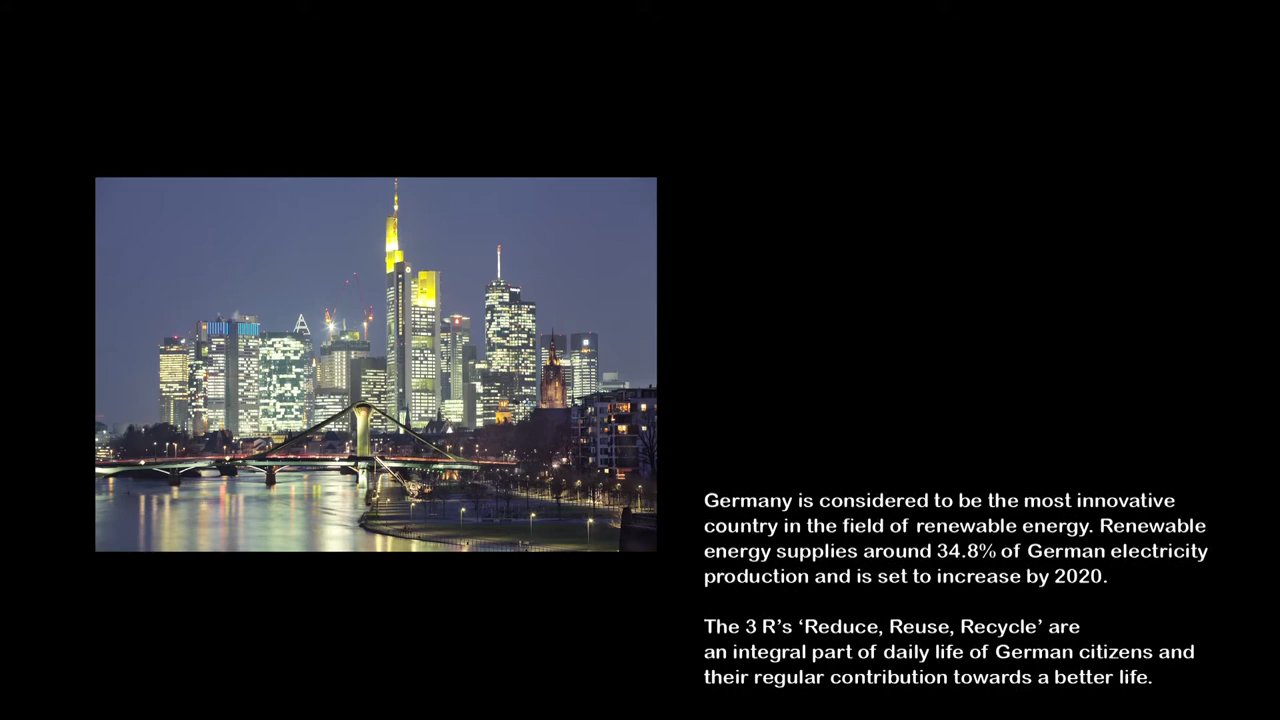 Germany is considered to be the most innovative
country in the field of renewable energy. Renewable
energy supplies around 34.8% of German electricity
production and is set to increase by 2020.
The 3 R’s ‘Reduce, Reuse, Recycle’ are
an integral part of daily life of German citizens and
their regular contribution towards a better life.